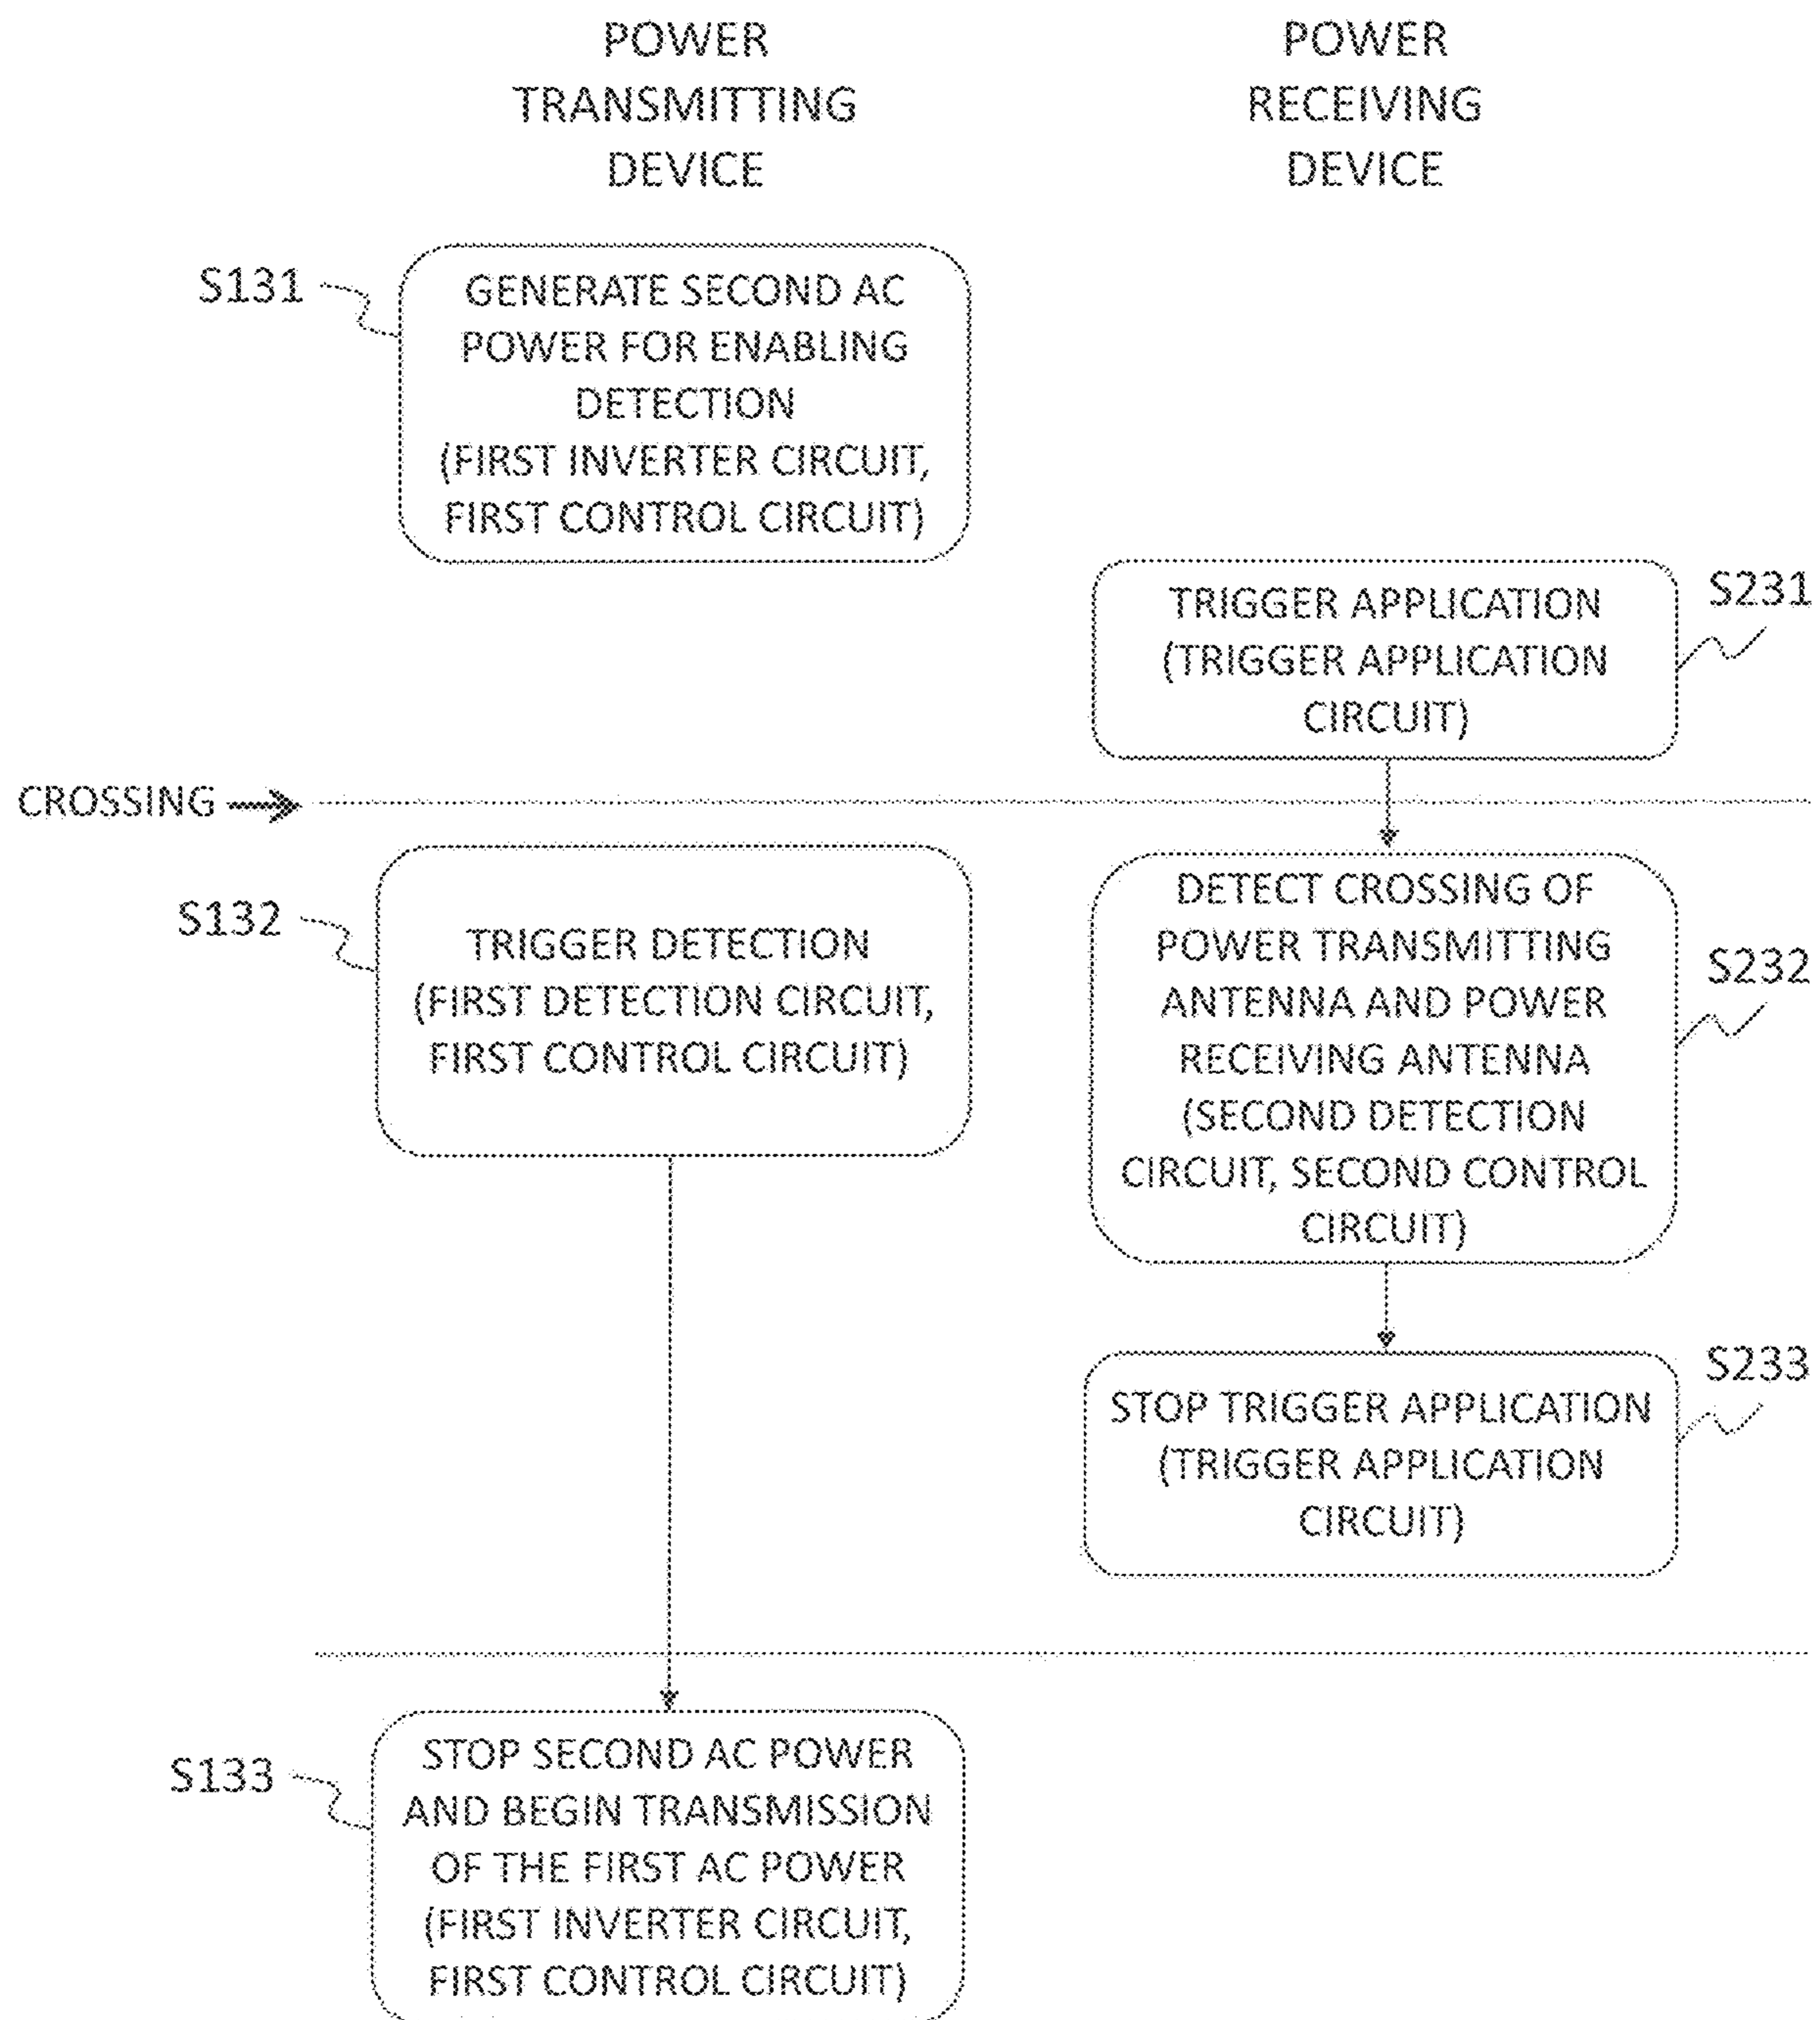 POWER
TRANSMITTING
DEVICE
POWER
RECEIVING
DEVICE
S131
GENERATE SECOND AC
POWER FOR ENABLING
DETECTION
(FIRST INVERTER CIRCUIT,
FIRST CONTROL CIRCUIT)
TRIGGER APPLICATION
(TRIGGER APPLICATION
CIRCUIT)
S231
CROSSING
S132
TRIGGER DETECTION
(FIRST DETECTION CIRCUIT,
FIRST CONTROL CIRCUIT)
DETECT CROSSING OF
POWER TRANSMITTING
ANTENNA AND POWER
RECEIVING ANTENNA
(SECOND DETECTION
CIRCUIT, SECOND CONTROL
CIRCUIT)
S232
STOP TRIGGER APPLICATION
(TRIGGER APPLICATION
CIRCUIT)
S233
S133
STOP SECOND AC POWER
AND BEGIN TRANSMISSION
OF THE FIRST AC POWER
(FIRST INVERTER CIRCUIT,
FIRST CONTROL CIRCUIT)